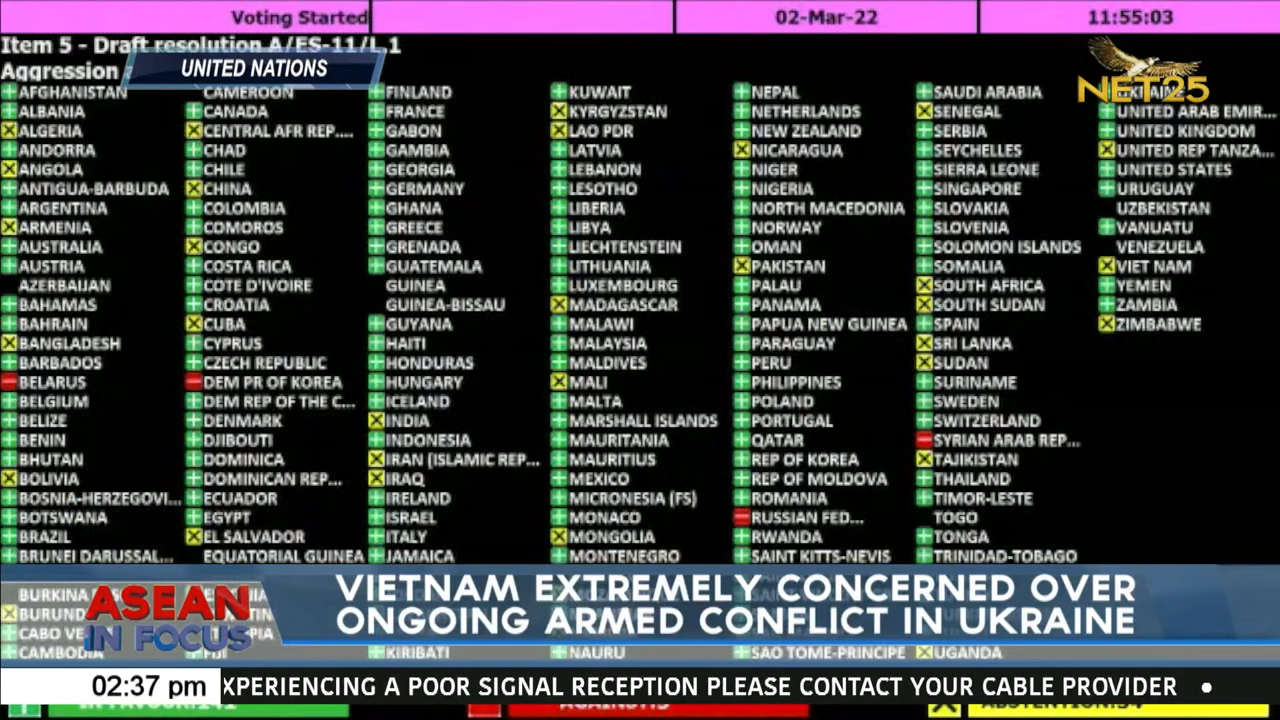 Voting Started
02-Mar-22
11:55:03
Item 5 - Draft resolution A/ES-11/L.1
Aggression
UNITED NATIONS
NET25
AFGHANISTAN
ALBANIA
ALGERIA
ANDORRA
ANGOLA
ANTIGUA-BARBUDA
ARGENTINA
ARMENIA
AUSTRALIA
AUSTRIA
AZERBAIJAN
BAHAMAS
BAHRAIN
BANGLADESH
BARBADOS
BELARUS
BELGIUM
BELIZE
BENIN
BHUTAN
BOLIVIA
BOSNIA-HERZEGOVI...
BOTSWANA
BRAZIL
BRUNEI DARUSSAL...
BURKINA
BURUND
CABO VE
CAMBODIA
CAMEROON
CANADA
CENTRAL AFR REP....
CHAD
CHILE
CHINA
COLOMBIA
COMOROS
CONGO
COSTA RICA
COTE D'IVOIRE
CROATIA
CUBA
CYPRUS
CZECH REPUBLIC
DEM PR OF KOREA
DEM REP OF THE C...
DENMARK
DJIBOUTI
DOMINICA
DOMINICAN REP...
ECUADOR
EGYPT
EL SALVADOR
EQUATORIAL GUINEA
FIJI
FINLAND
FRANCE
GABON
GAMBIA
GEORGIA
GERMANY
GHANA
GREECE
GRENADA
GUATEMALA
GUINEA
GUINEA-BISSAU
GUYANA
HAITI
HONDURAS
HUNGARY
ICELAND
INDIA
INDONESIA
IRAN (ISLAMIC REP...
IRAQ
IRELAND
ISRAEL
ITALY
JAMAICA
KIRIBATI
KUWAIT
KYRGYZSTAN
LAO PDR
LATVIA
LEBANON
LESOTHO
LIBERIA
LIBYA
LIECHTENSTEIN
LITHUANIA
LUXEMBOURG
MADAGASCAR
MALAWI
MALAYSIA
MALDIVES
MALI
MALTA
MARSHALL ISLANDS
MAURITANIA
MAURITIUS
MEXICO
MICRONESIA (FS)
MONACO
MONGOLIA
MONTENEGRO
NAURU
NEPAL
NETHERLANDS
NEW ZEALAND
NICARAGUA
NIGER
NIGERIA
NORTH MACEDONIA
NORWAY
OMAN
PAKISTAN
PALAU
PANAMA
PAPUA NEW GUINEA
PARAGUAY
PERU
PHILIPPINES
POLAND
PORTUGAL
QATAR
REP OF KOREA
REP OF MOLDOVA
ROMANIA
RUSSIAN FED...
RWANDA
SAINT KITTS-NEVIS
SAO TOME-PRINCIPE
SAUDI ARABIA
SENEGAL
SERBIA
SEYCHELLES
SIERRA LEONE
SINGAPORE
SLOVAKIA
SLOVENIA
SOLOMON ISLANDS
SOMALIA
SOUTH AFRICA
SOUTH SUDAN
SPAIN
SRI LANKA
SUDAN
SURINAME
SWEDEN
SWITZERLAND
SYRIAN ARAB REP...
TAJIKISTAN
THAILAND
TIMOR-LESTE
TOGO
TONGA
TRINIDAD-TOBAGO
UGANDA
UKRAINE
UNITED ARAB EMIR...
UNITED KINGDOM
UNITED REP TANZA...
UNITED STATES
URUGUAY
UZBEKISTAN
VANUATU
VENEZUELA
VIET NAM
YEMEN
ZAMBIA
ZIMBABWE
ASEAN
IN FOCUS
VIETNAM EXTREMELY CONCERNED OVER
ONGOING ARMED CONFLICT IN UKRAINE
02:37 pm
XPERIENCING A POOR SIGNAL RECEPTION PLEASE CONTACT YOUR CABLE PROVIDER •
IN FAVOUR:141
AGAINST:5
ABSTENTION:34